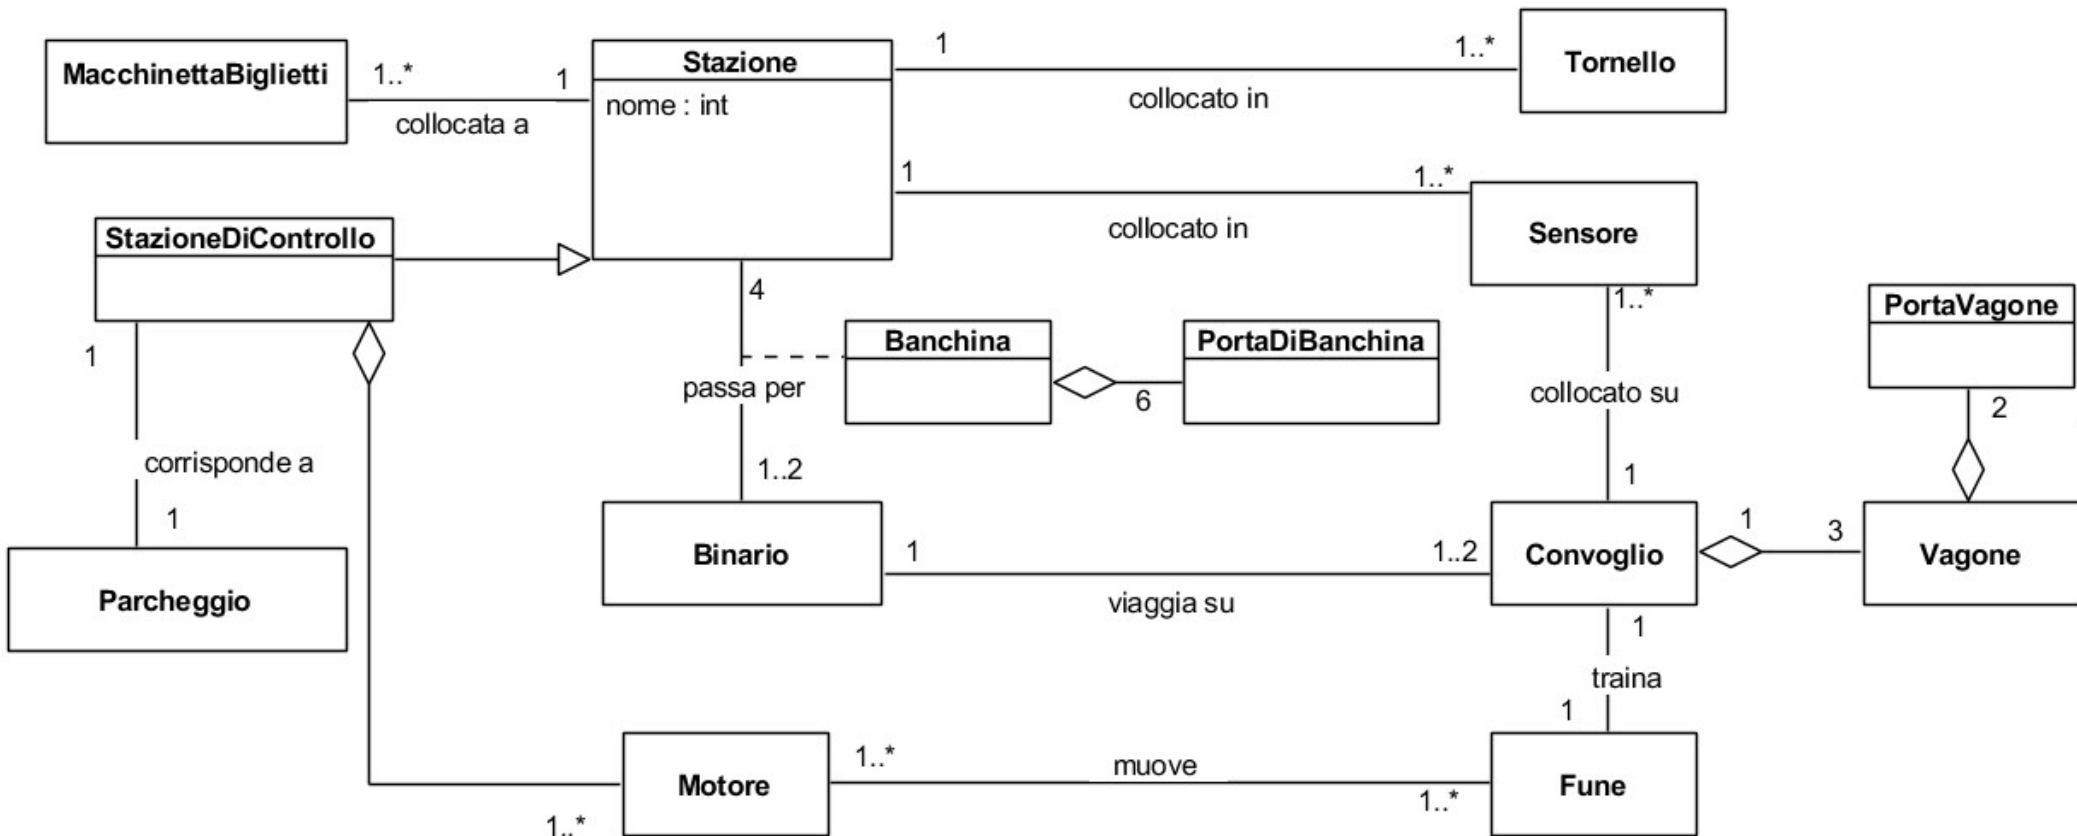 MacchinettaBiglietti
1..*
1
collocata a
Stazione
nome : int
1
1..*
collocato in
Tornello
1
1..*
collocato in
Sensore
StazioneDiControllo
4
passa per
1..2
Banchina
6
PortaDiBanchina
1..*
collocato su
1
PortaVagone
2
1
corrisponde a
1
Parcheggio
Binario
1
1..2
viaggia su
Convoglio
1
3
Vagone
1
traina
1
1..*
Motore
1..*
muove
1..*
Fune